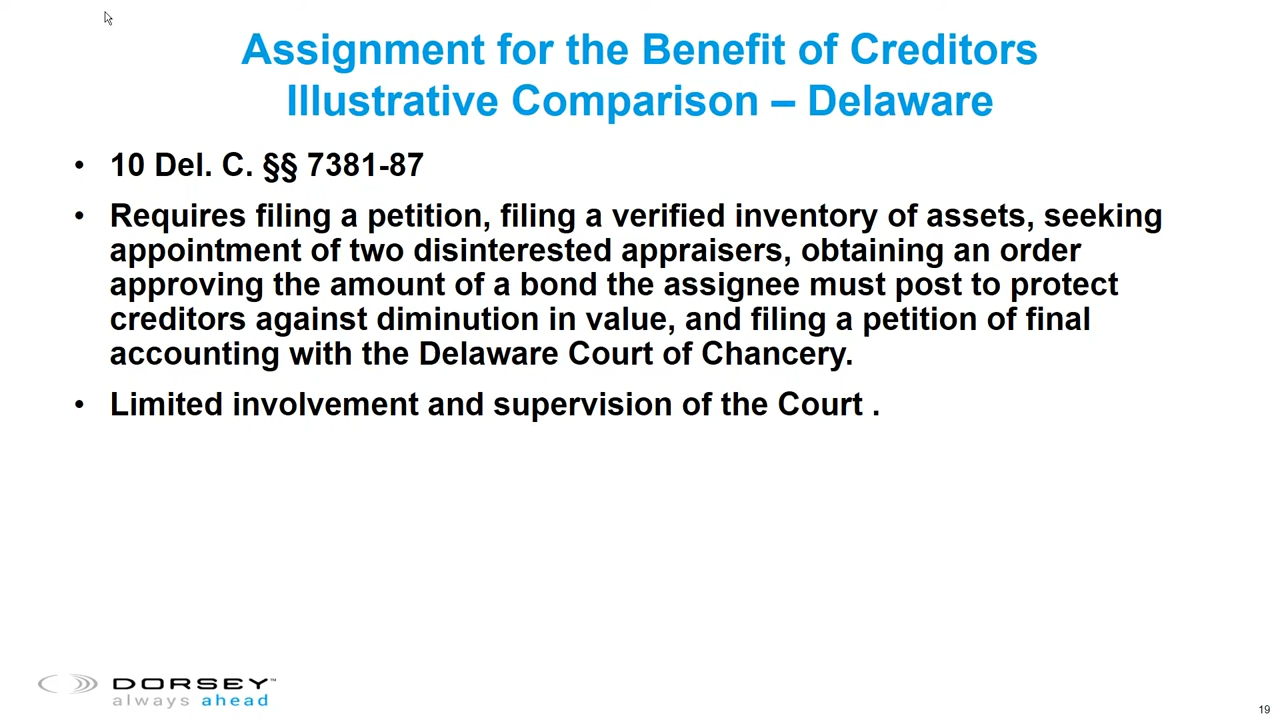 Assignment for the Benefit of Creditors
Illustrative Comparison – Delaware
• 10 Del. C. §§ 7381-87
• Requires filing a petition, filing a verified inventory of assets, seeking
appointment of two disinterested appraisers, obtaining an order
approving the amount of a bond the assignee must post to protect
creditors against diminution in value, and filing a petition of final
accounting with the Delaware Court of Chancery.
• Limited involvement and supervision of the Court .
DORSEY™
always ahead
19